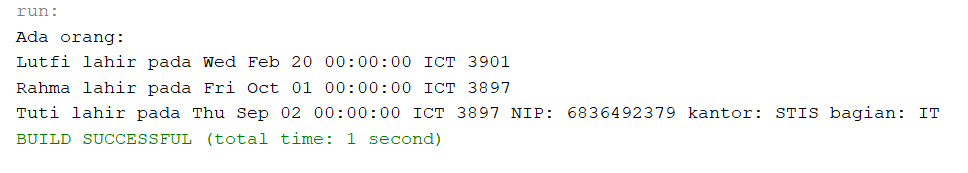 run:
Ada orang:
Lutfi lahir pada Wed Feb 20 00:00:00 ICT 3901
Rahma lahir pada Fri Oct 01 00:00:00 ICT 3897
Tuti lahir pada Thu Sep 02 00:00:00 ICT 3897 NIP: 6836492379 kantor: STIS bagian: IT
BUILD SUCCESSFUL (total time: 1 second)